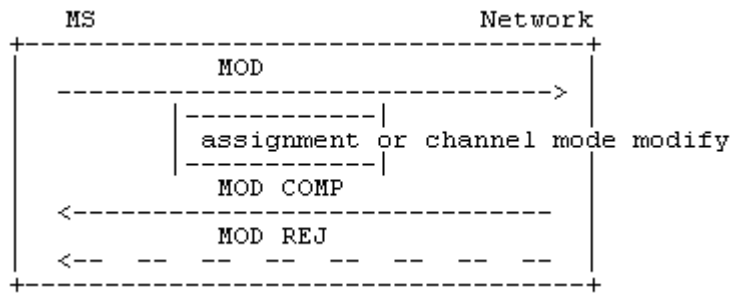 MS Network
MOD
assignment or channel mode modify
MOD COMP
MOD REJ